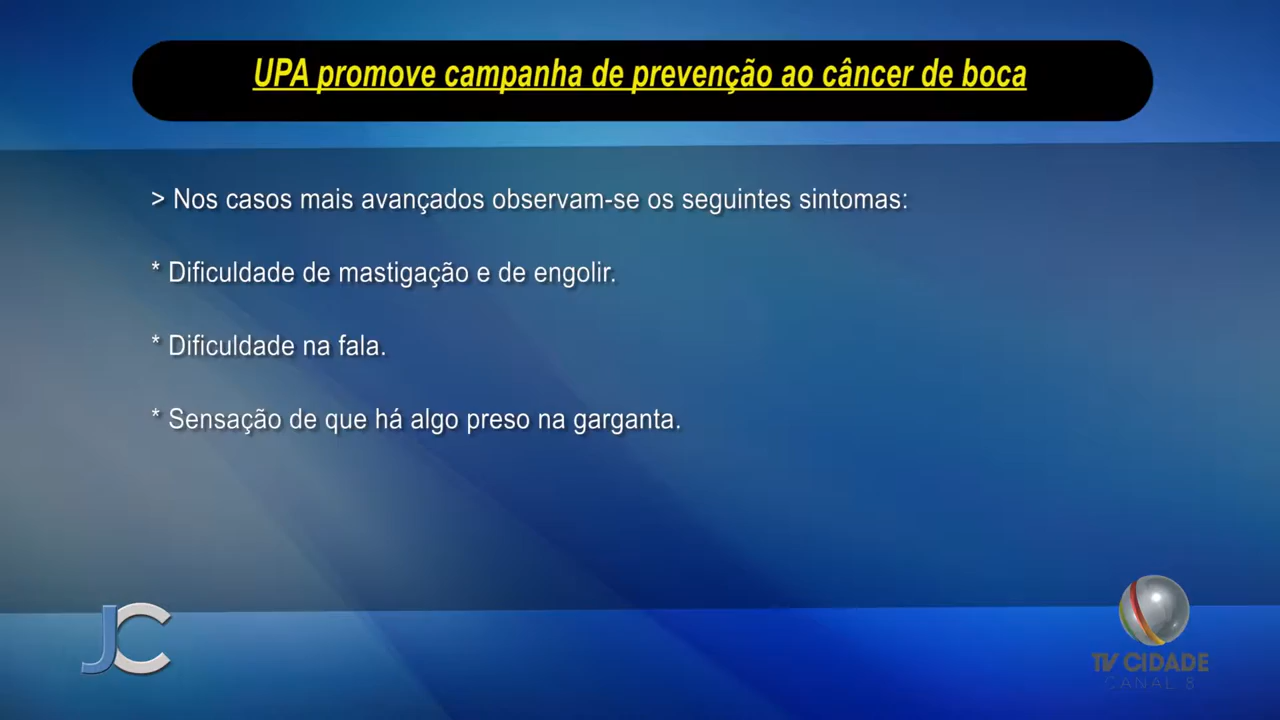 UPA promove campanha de prevenção ao câncer de boca
> Nos casos mais avançados observam-se os seguintes sintomas:
* Dificuldade de mastigação e de engolir.
* Dificuldade na fala.
* Sensação de que há algo preso na garganta.
JC
TV CIDADE
CANAL 8